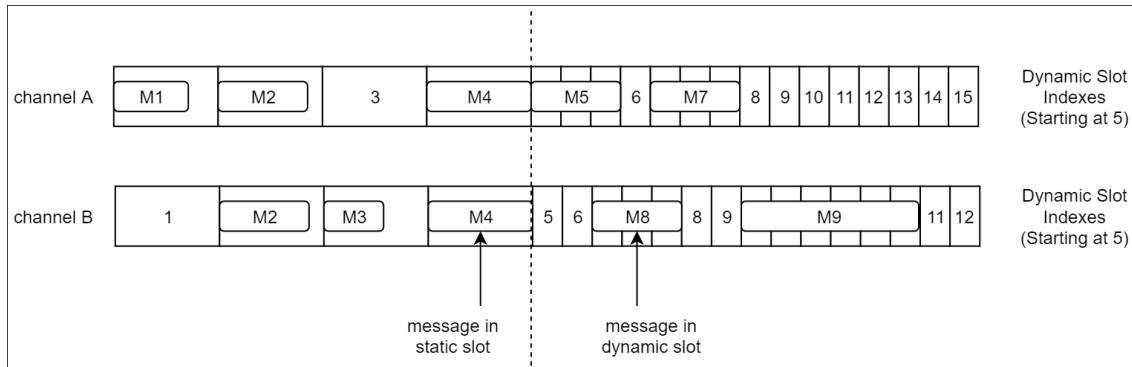 channel A
M1
M2
3
M4
M5
6
M7
8
9
10
11
12
13
14
15
Dynamic Slot
Indexes
(Starting at 5)
channel B
1
M2
M3
M4
5
6
M8
8
9
M9
11
12
Dynamic Slot
Indexes
(Starting at 5)
message in
static slot
message in
dynamic slot